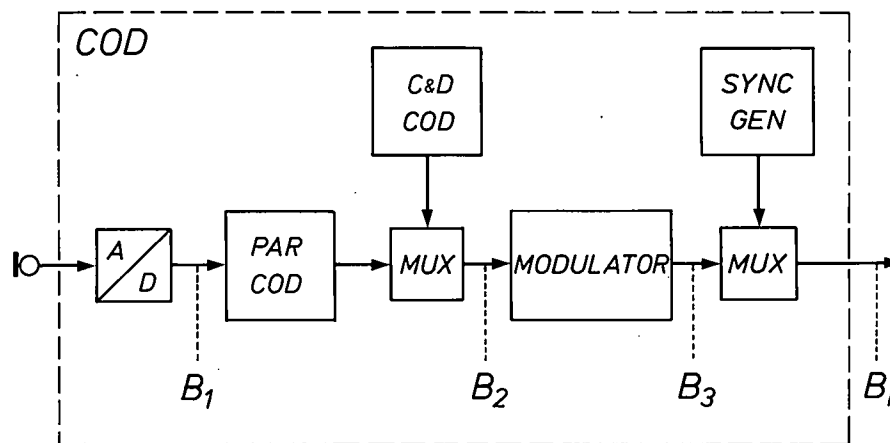 COD
C&D
COD
SYNC
GEN
A
D
PAR
COD
MUX
MODULATOR
MUX
B1
B2
B3
B